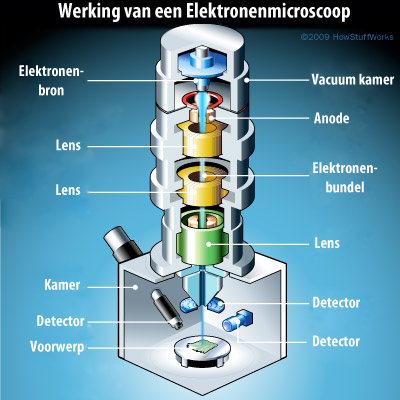 Werking van een Elektronenmicroscoop
©2009 HowStuffWorks
Elektronen-
bron
Vacuum kamer
Anode
Lens
Elektronen-
bundel
Lens
Lens
Kamer
Detector
Detector
Voorwerp
Detector